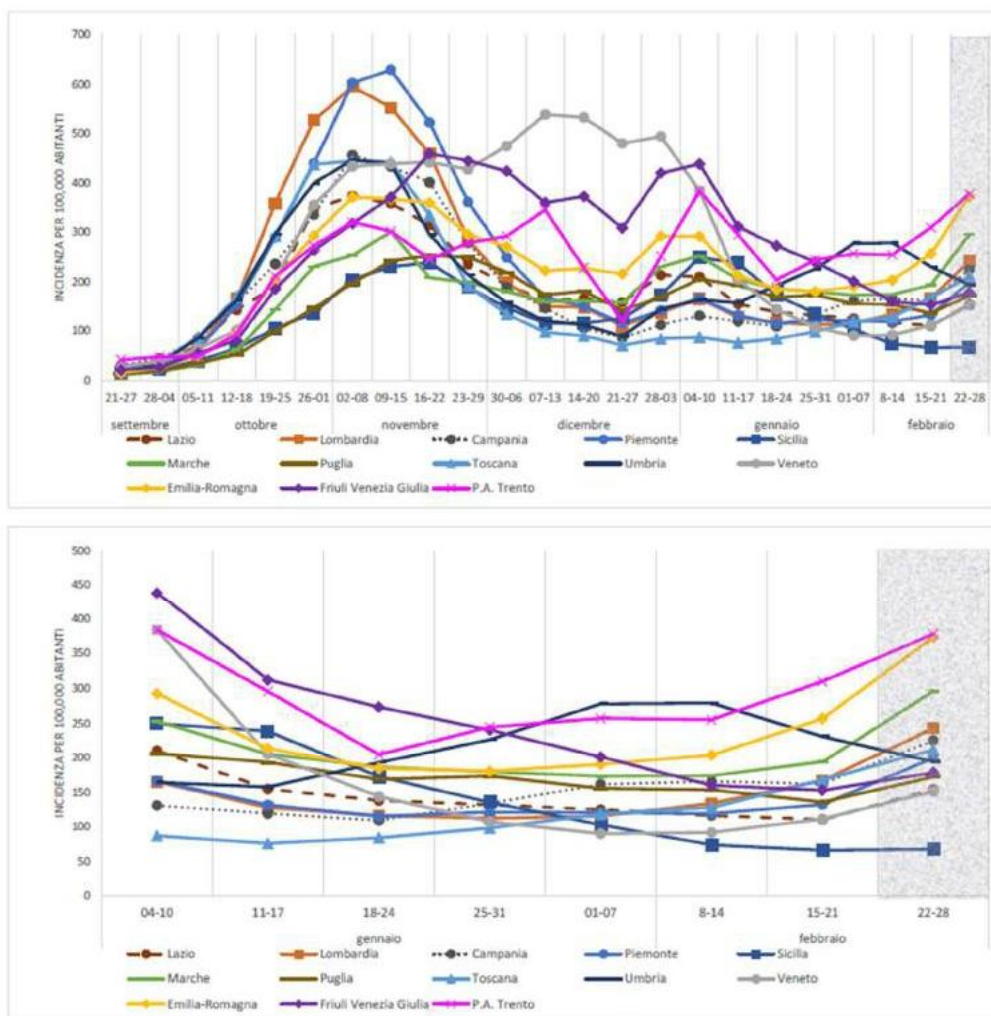 700
600
500
400
300
200
100
0
INCIDENZA PER 100,000 ABITANTI
21-27 28-04 05-11 12-18 19-25 26-01 02-08 09-15 16-22 23-29 30-06 07-13 14-20 21-27 28-03 04-10 11-17 18-24 25-31 01-07 8-14 15-21 22-28
settembre ottobre novembre dicembre gennaio febbraio
Lazio Lombardia Campania Piemonte Sicilia
Marche Puglia Toscana Umbria Veneto
Emilia-Romagna Friuli Venezia Giulia P.A. Trento
500
450
400
350
300
250
200
150
100
50
0
INCIDENZA PER 100,000 ABITANTI
04-10 11-17 18-24 25-31 01-07 8-14 15-21 22-28
gennaio febbraio
Lazio Lombardia Campania Piemonte Sicilia
Marche Puglia Toscana Umbria Veneto
Emilia-Romagna Friuli Venezia Giulia P.A. Trento